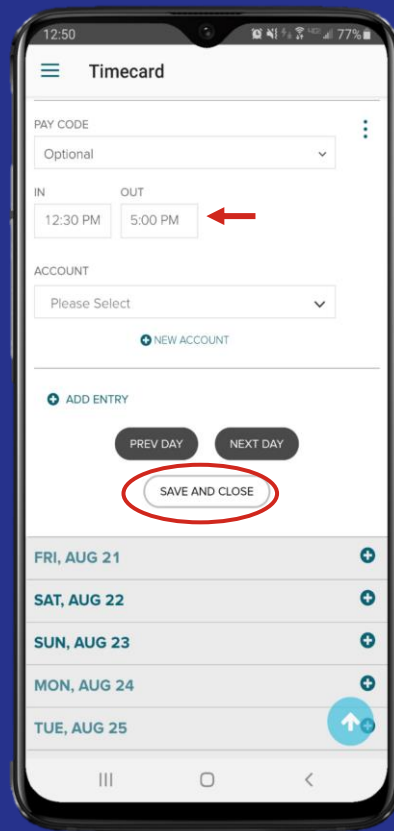 12:50 77%
Timecard
PAY CODE
Optional
IN OUT
12:30 PM 5:00 PM
ACCOUNT
Please Select
NEW ACCOUNT
ADD ENTRY
PREV DAY NEXT DAY
SAVE AND CLOSE
FRI, AUG 21
SAT, AUG 22
SUN, AUG 23
MON, AUG 24
TUE, AUG 25